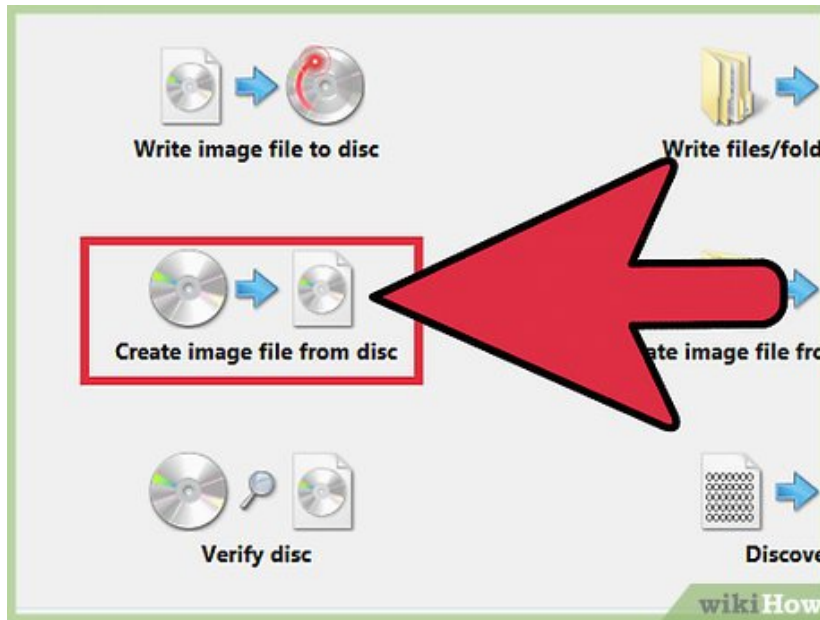 Write image file to disc
Write files/fold
Create image file from disc
ate image file fro
Verify disc
Discove
wikiHow